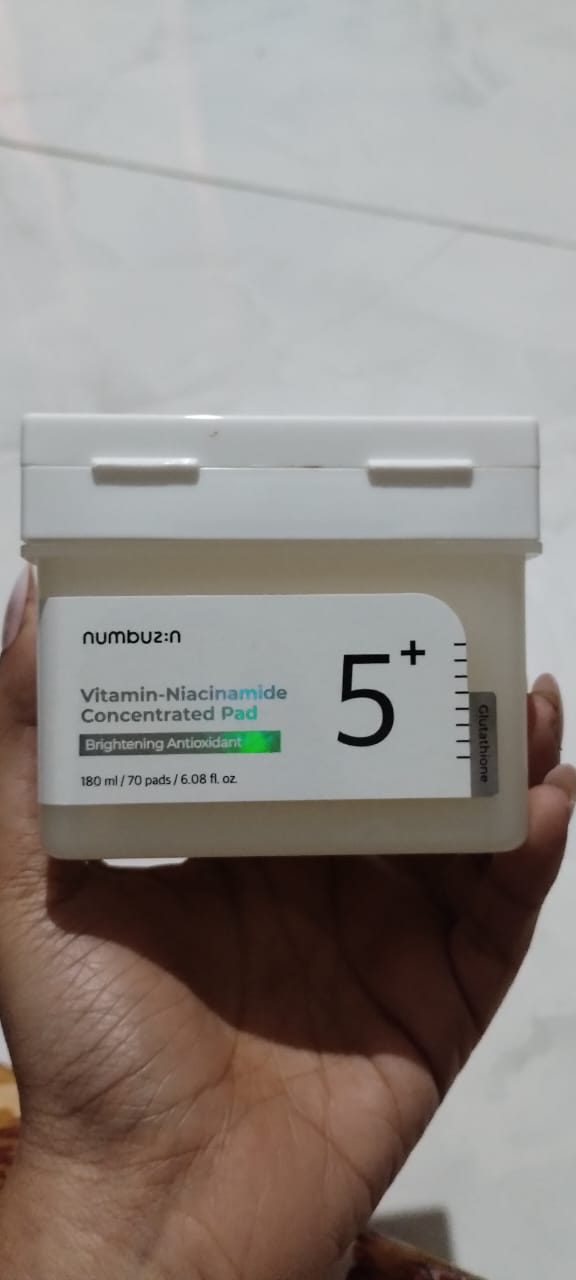 numbuz:n
Vitamin-Niacinamide
Concentrated Pad
Brightening Antioxidant
180 ml / 70 pads / 6.08 fl. oz.
5+
Glutathione